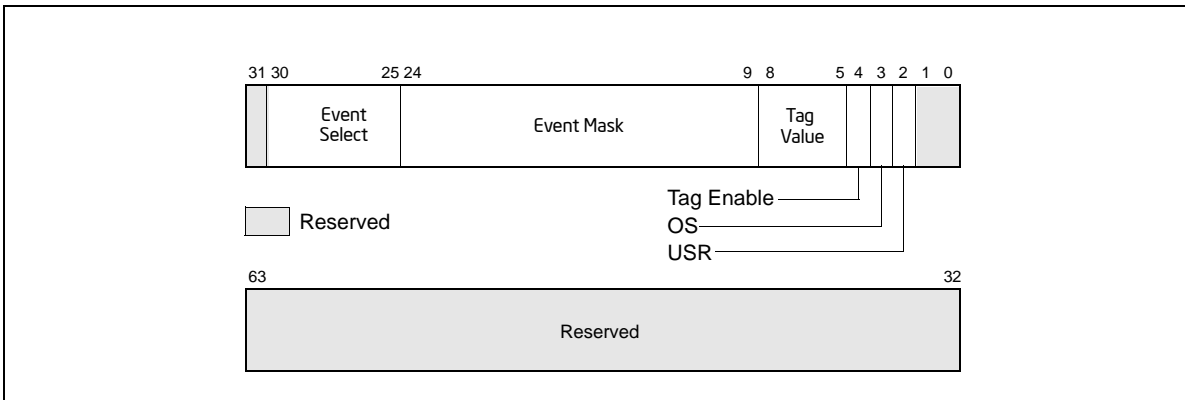 31 30 25 24 9 8 5 4 3 2 1 0
Event
Select
Event Mask
Tag
Value
Tag Enable
OS
USR
Reserved
63 32
Reserved